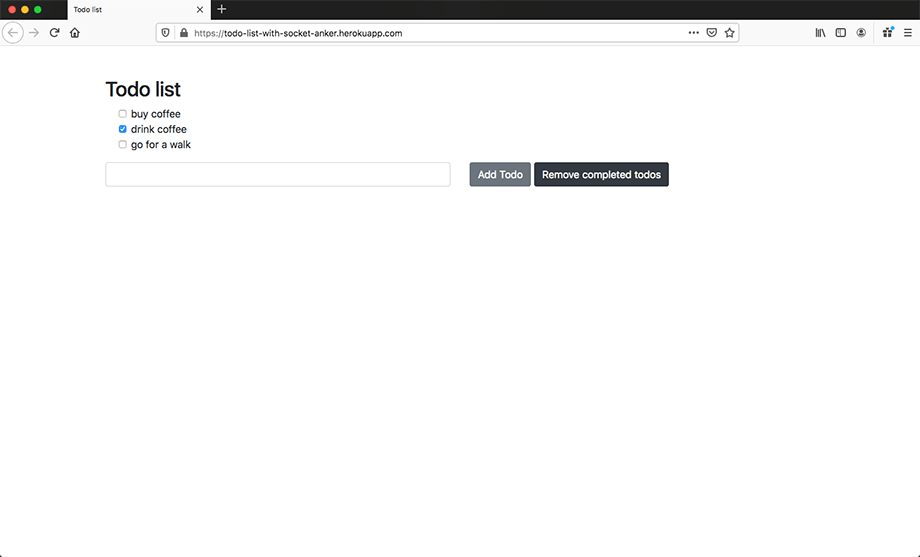 Todo list
https://todo-list-with-socket-anker.herokuapp.com
Todo list
buy coffee
drink coffee
go for a walk
Add Todo Remove completed todos